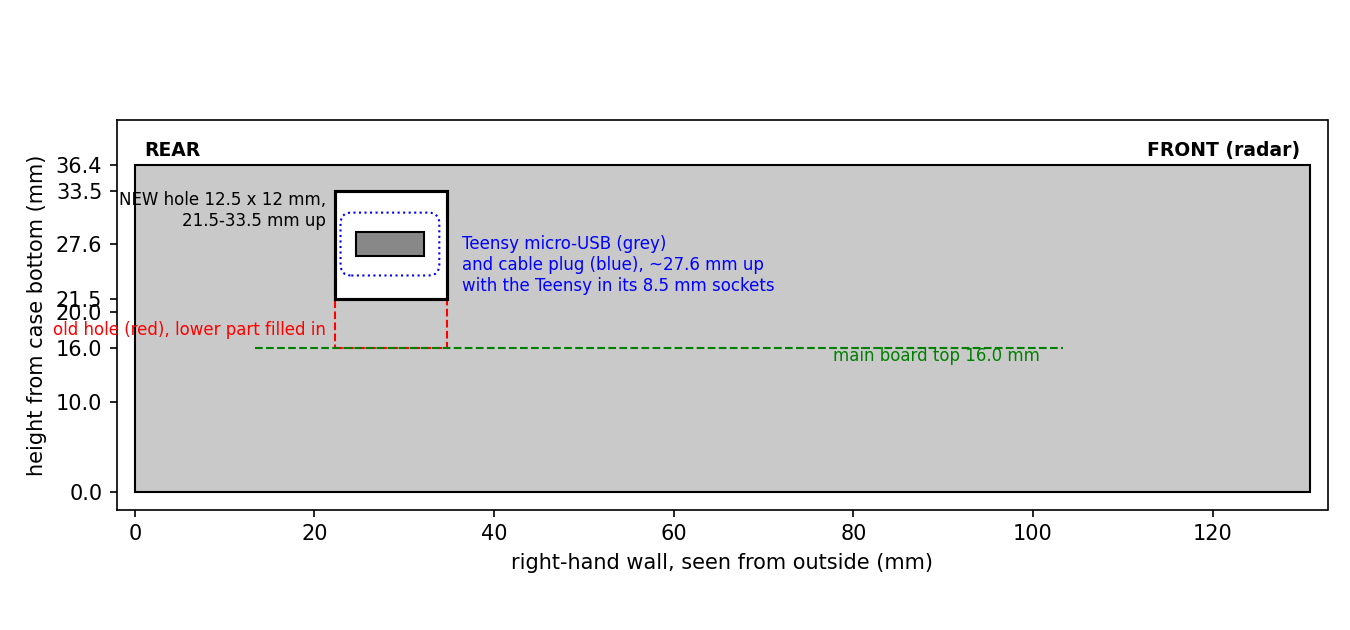 REAR
FRONT (radar)
36.4
33.5
27.6
21.5
20.0
16.0
10.0
0.0
height from case bottom (mm)
NEW hole 12.5 x 12 mm,
21.5-33.5 mm up
Teensy micro-USB (grey)
and cable plug (blue), ~27.6 mm up
with the Teensy in its 8.5 mm sockets
old hole (red), lower part filled in
main board top 16.0 mm
0
20
40
60
80
100
120
right-hand wall, seen from outside (mm)